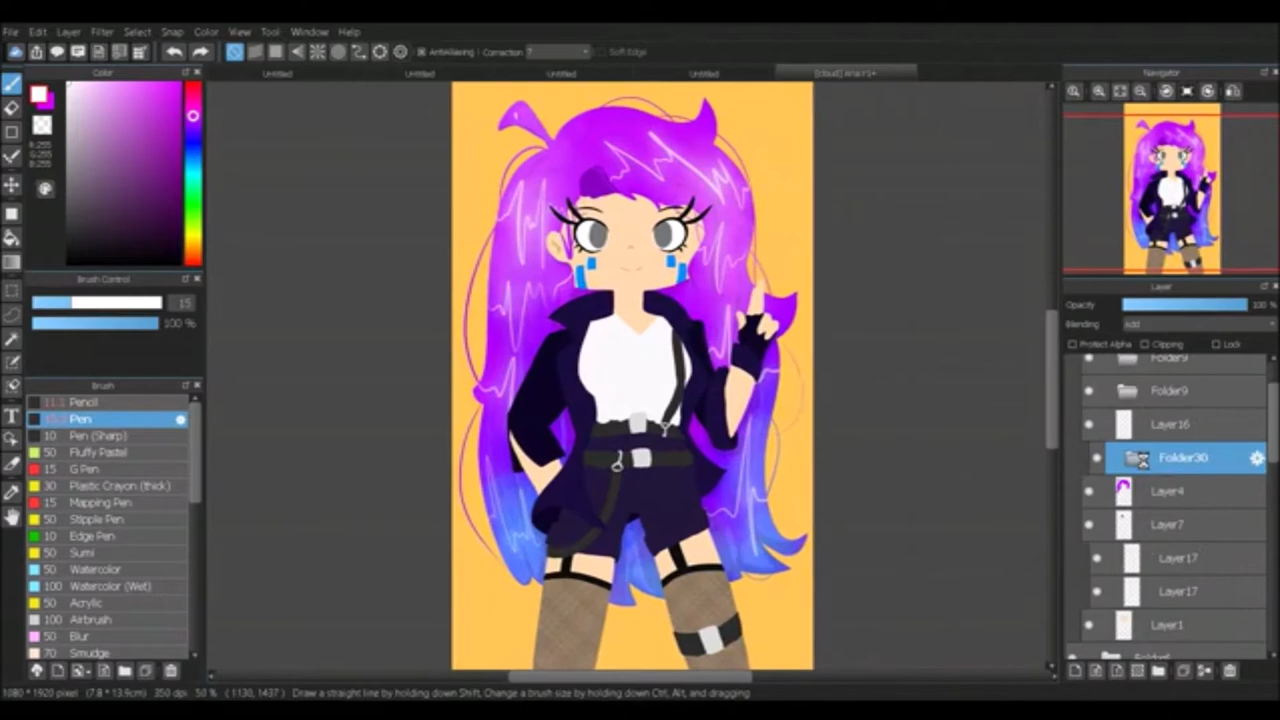 File Edit Layer Filter Select Snap Color View Tool Window Help
AntiAliasing Correction 7 Soft Edge
Color
Untitled Untitled Untitled Untitled
Navigator
R:255
G:255
B:255
Brush Control
15
100 %
Brush
Pencil
Pen
10 Pen (Sharp)
50 Fluffy Pastel
15 G Pen
30 Plastic Crayon (thick)
15 Mapping Pen
50 Stipple Pen
10 Edge Pen
50 Sumi
50 Watercolor
100 Watercolor (Wet)
50 Acrylic
100 Airbrush
50 Blur
70 Smudge
Layer
Opacity 100 %
Blending Add
Protect Alpha Clipping Lock
Folder9
Folder9
Layer16
Folder30
Layer4
Layer7
Layer17
Layer17
Layer1
1080 * 1920 pixel (7.8 * 13.9cm) 350 dpi 50 % ( 1130, 1437 ) Draw a straight line by holding down Shift, Change a brush size by holding down Ctrl, Alt, and dragging